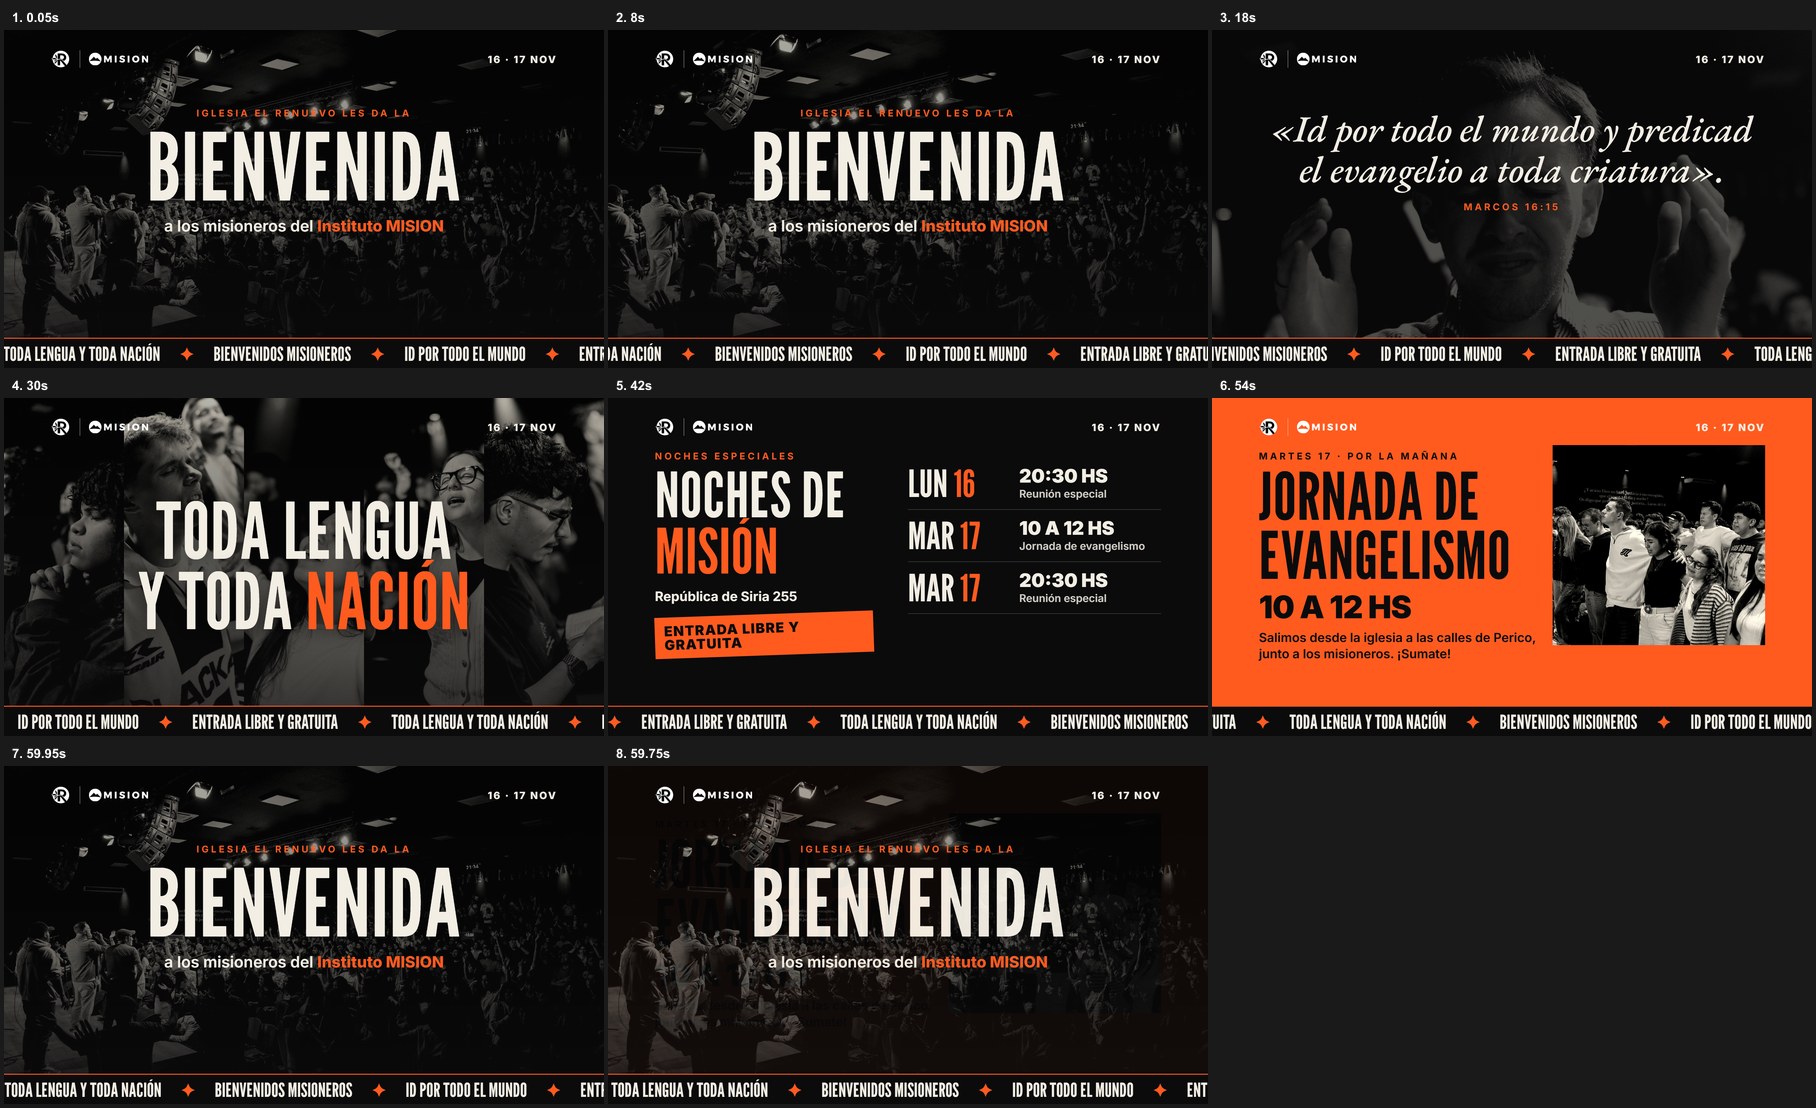 1. 0.05s
MISION
16 · 17 NOV
IGLESIA EL RENUEVO LES DA LA
BIENVENIDA
a los misioneros del Instituto MISION
TODA LENGUA Y TODA NACIÓN ✦ BIENVENIDOS MISIONEROS ✦ ID POR TODO EL MUNDO ✦ ENTR
2. 8s
MISION
16 · 17 NOV
IGLESIA EL RENUEVO LES DA LA
BIENVENIDA
a los misioneros del Instituto MISION
DA NACIÓN ✦ BIENVENIDOS MISIONEROS ✦ ID POR TODO EL MUNDO ✦ ENTRADA LIBRE Y GRATU
3. 18s
MISION
16 · 17 NOV
«Id por todo el mundo y predicad
el evangelio a toda criatura».
MARCOS 16:15
NVENIDOS MISIONEROS ✦ ID POR TODO EL MUNDO ✦ ENTRADA LIBRE Y GRATUITA ✦ TODA LENG
4. 30s
MISION
16 · 17 NOV
TODA LENGUA
Y TODA NACIÓN
ID POR TODO EL MUNDO ✦ ENTRADA LIBRE Y GRATUITA ✦ TODA LENGUA Y TODA NACIÓN ✦
5. 42s
MISION
16 · 17 NOV
NOCHES ESPECIALES
NOCHES DE
MISIÓN
República de Siria 255
ENTRADA LIBRE Y
GRATUITA
LUN 16 20:30 HS
Reunión especial
MAR 17 10 A 12 HS
Jornada de evangelismo
MAR 17 20:30 HS
Reunión especial
✦ ENTRADA LIBRE Y GRATUITA ✦ TODA LENGUA Y TODA NACIÓN ✦ BIENVENIDOS MISIONEROS
6. 54s
MISION
16 · 17 NOV
MARTES 17 · POR LA MAÑANA
JORNADA DE
EVANGELISMO
10 A 12 HS
Salimos desde la iglesia a las calles de Perico,
junto a los misioneros. ¡Sumate!
UITA ✦ TODA LENGUA Y TODA NACIÓN ✦ BIENVENIDOS MISIONEROS ✦ ID POR TODO EL MUNDO
7. 59.95s
MISION
16 · 17 NOV
IGLESIA EL RENUEVO LES DA LA
BIENVENIDA
a los misioneros del Instituto MISION
TODA LENGUA Y TODA NACIÓN ✦ BIENVENIDOS MISIONEROS ✦ ID POR TODO EL MUNDO ✦ ENTR
8. 59.75s
MISION
16 · 17 NOV
IGLESIA EL RENUEVO LES DA LA
BIENVENIDA
a los misioneros del Instituto MISION
TODA LENGUA Y TODA NACIÓN ✦ BIENVENIDOS MISIONEROS ✦ ID POR TODO EL MUNDO ✦ ENT